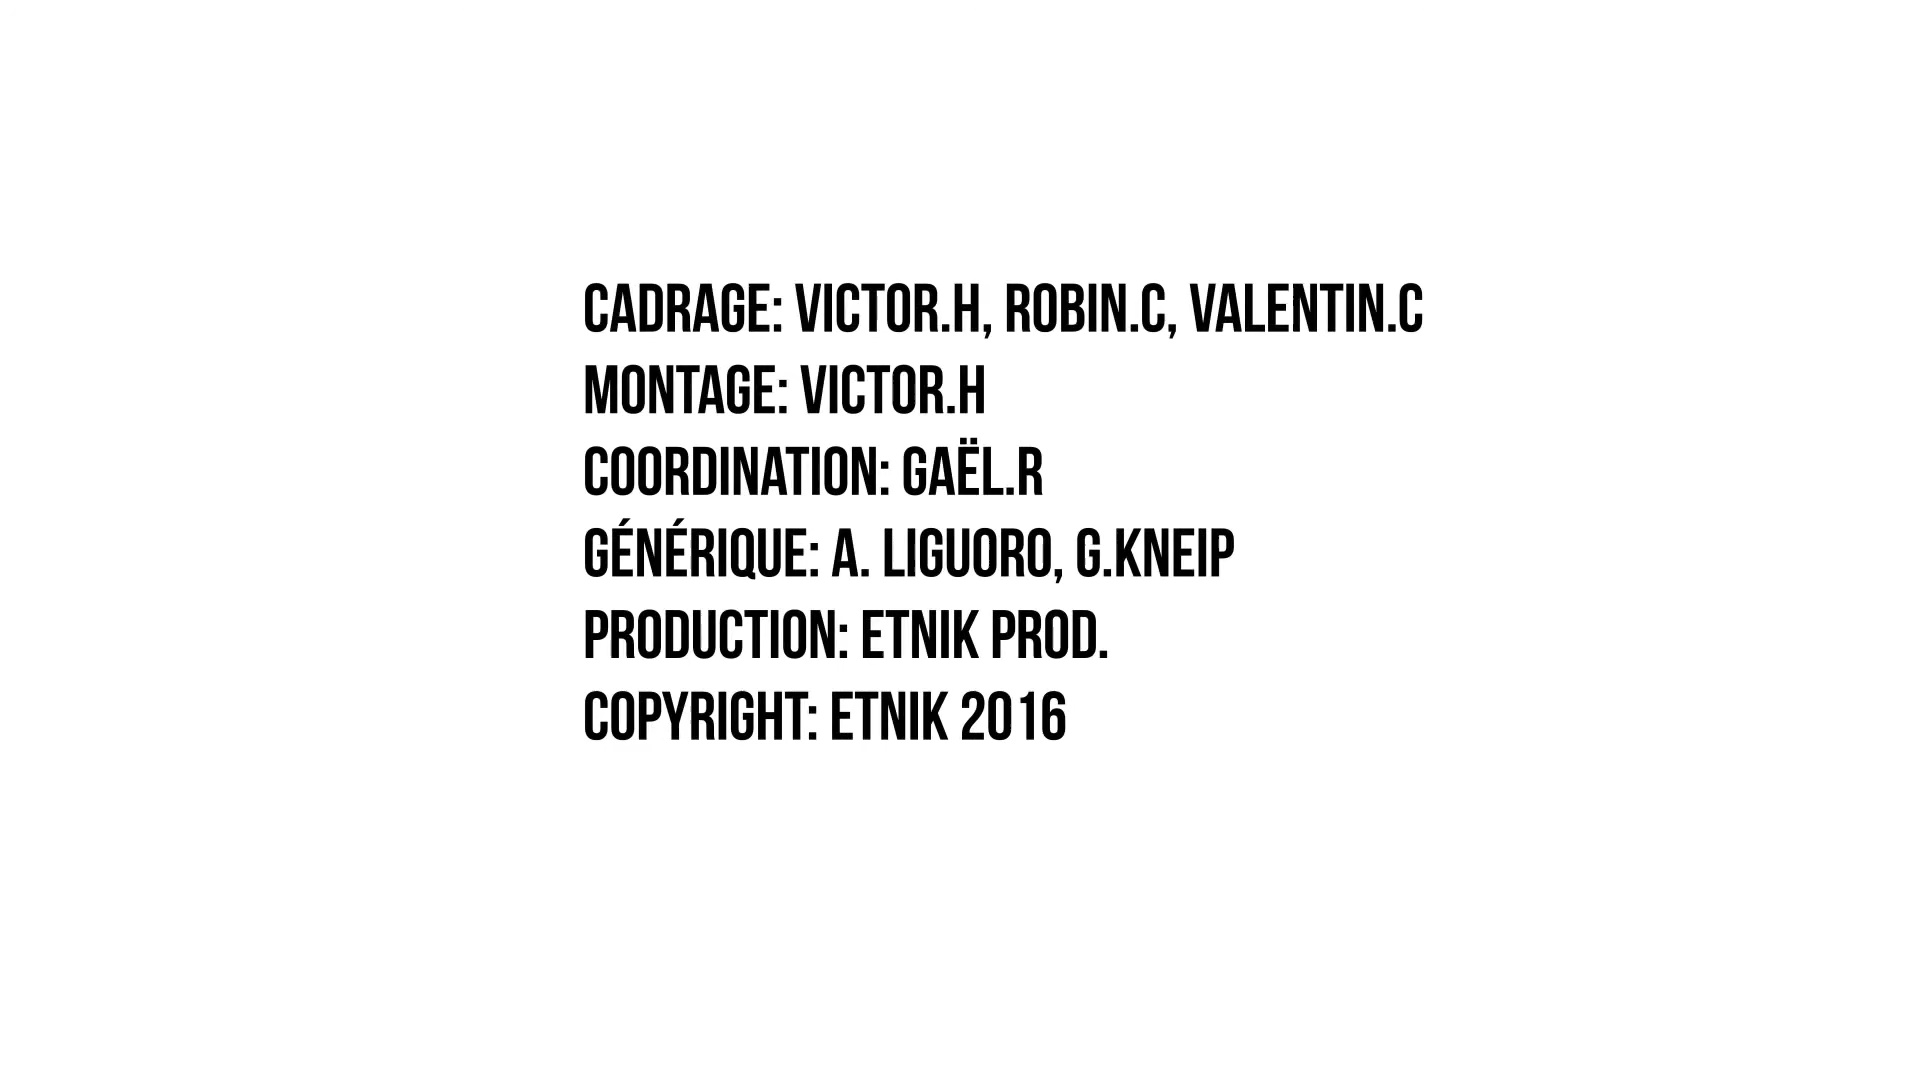 CADRAGE: VICTOR.H, ROBIN.C, VALENTIN.C
MONTAGE: VICTOR.H
COORDINATION: GAËL.R
GÉNÉRIQUE: A. LIGUORO, G.KNEIP
PRODUCTION: ETNIK PROD.
COPYRIGHT: ETNIK 2016